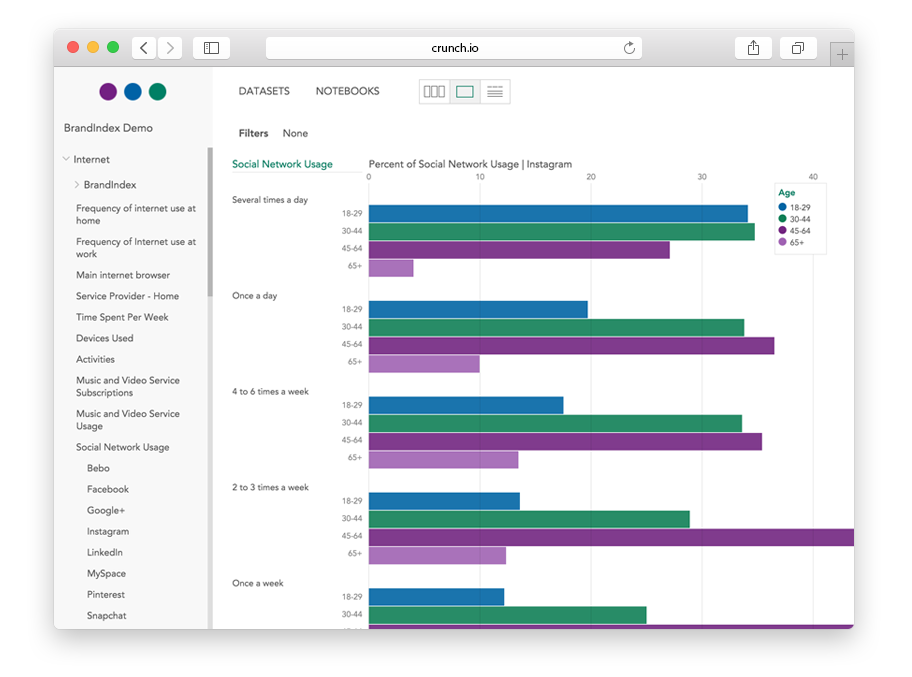 crunch.io
DATASETS NOTEBOOKS
BrandIndex Demo
Internet
BrandIndex
Frequency of internet use at
home
Frequency of Internet use at
work
Main internet browser
Service Provider - Home
Time Spent Per Week
Devices Used
Activities
Music and Video Service
Subscriptions
Music and Video Service
Usage
Social Network Usage
Bebo
Facebook
Google+
Instagram
LinkedIn
MySpace
Pinterest
Snapchat
Filters None
Social Network Usage
Percent of Social Network Usage | Instagram
0 10 20 30 40
Age
18-29
30-44
45-64
65+
Several times a day
18-29
30-44
45-64
65+
Once a day
18-29
30-44
45-64
65+
4 to 6 times a week
18-29
30-44
45-64
65+
2 to 3 times a week
18-29
30-44
45-64
65+
Once a week
18-29
30-44